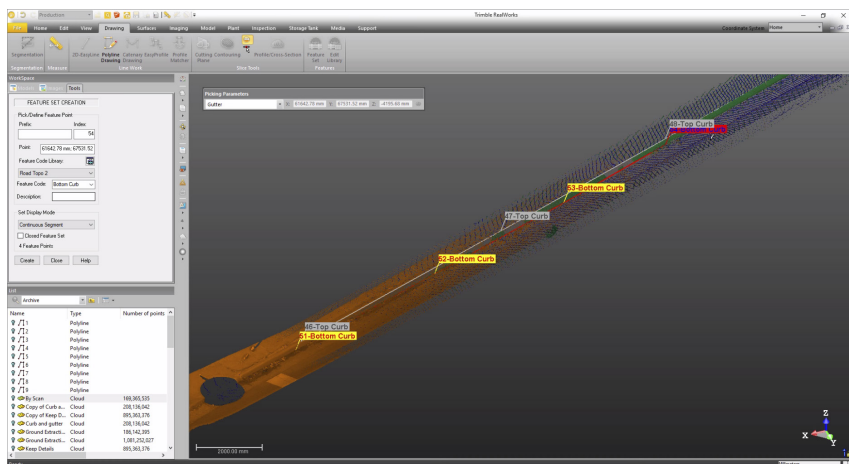 Production
Trimble RealWorks
Home Edit View Drawing Surfaces Imaging Model Plant Inspection Storage Tank Media Support
Coordinate System: Home
Segmentation
2D-EasyLine Polyline Drawing Catenary Drawing EasyProfile Profile Matcher
Cutting Plane Contouring Profile/Cross-Section
Feature Set Edit Library
Segmentation Measure Line Work Slice Tools Features
WorkSpace
Models Images Tools
FEATURE SET CREATION
Pick/Define Feature Point
Prefix: Index:
54
Point: 61642.78 mm; 67531.52
Feature Code Library:
Road Topo 2
Feature Code: Bottom Curb
Description:
Set Display Mode
Continuous Segment
Closed Feature Set
4 Feature Points
Create Close Help
Picking Parameters
Gutter X: 61642.78 mm Y: 67531.52 mm Z: -4195.60 mm
48-Top Curb
53-Bottom Curb
47-Top Curb
52-Bottom Curb
46-Top Curb
51-Bottom Curb
2000.00 mm
Z
X
Y
List
Archive
Name Type Number of points
1 Polyline
2 Polyline
3 Polyline
4 Polyline
5 Polyline
6 Polyline
7 Polyline
8 Polyline
9 Polyline
By Scan Cloud 169,365,535
Copy of Curb a... Cloud 208,136,042
Copy of Keep D... Cloud 895,363,376
Curb and gutter Cloud 208,136,042
Ground Extracti... Cloud 186,142,395
Ground Extracti... Cloud 1,081,252,027
Keep Details Cloud 895,363,376